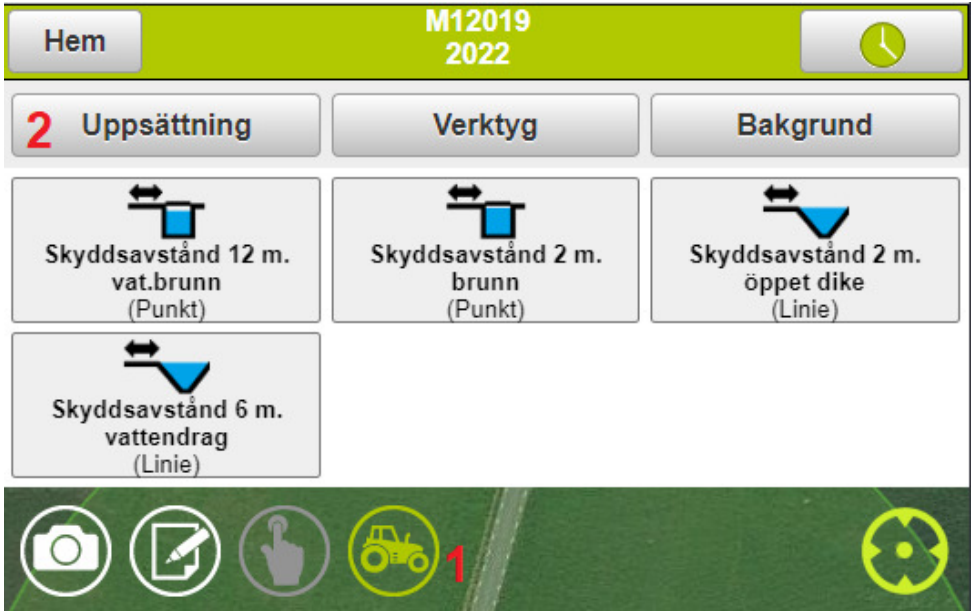 Hem
M12019
2022
2 Uppsättning
Verktyg
Bakgrund
Skyddsavstånd 12 m.
vat.brunn
(Punkt)
Skyddsavstånd 2 m.
brunn
(Punkt)
Skyddsavstånd 2 m.
öppet dike
(Linie)
Skyddsavstånd 6 m.
vattendrag
(Linie)
1